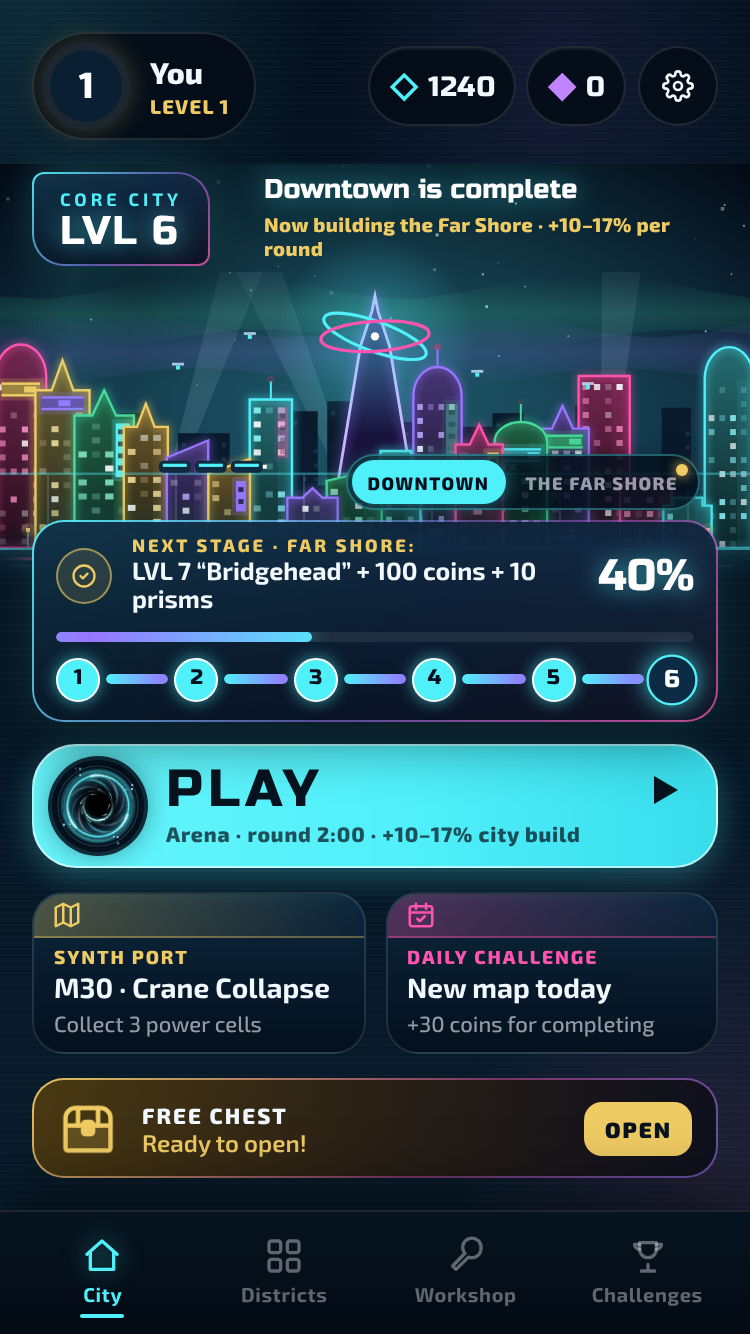 1
You
LEVEL 1
1240
0
CORE CITY
LVL 6
Downtown is complete
Now building the Far Shore · +10–17% per
round
DOWNTOWN
THE FAR SHORE
NEXT STAGE · FAR SHORE:
LVL 7 “Bridgehead” + 100 coins + 10
prisms
40%
1 2 3 4 5 6
PLAY
Arena · round 2:00 · +10–17% city build
SYNTH PORT
M30 · Crane Collapse
Collect 3 power cells
DAILY CHALLENGE
New map today
+30 coins for completing
FREE CHEST
Ready to open!
OPEN
City
Districts
Workshop
Challenges